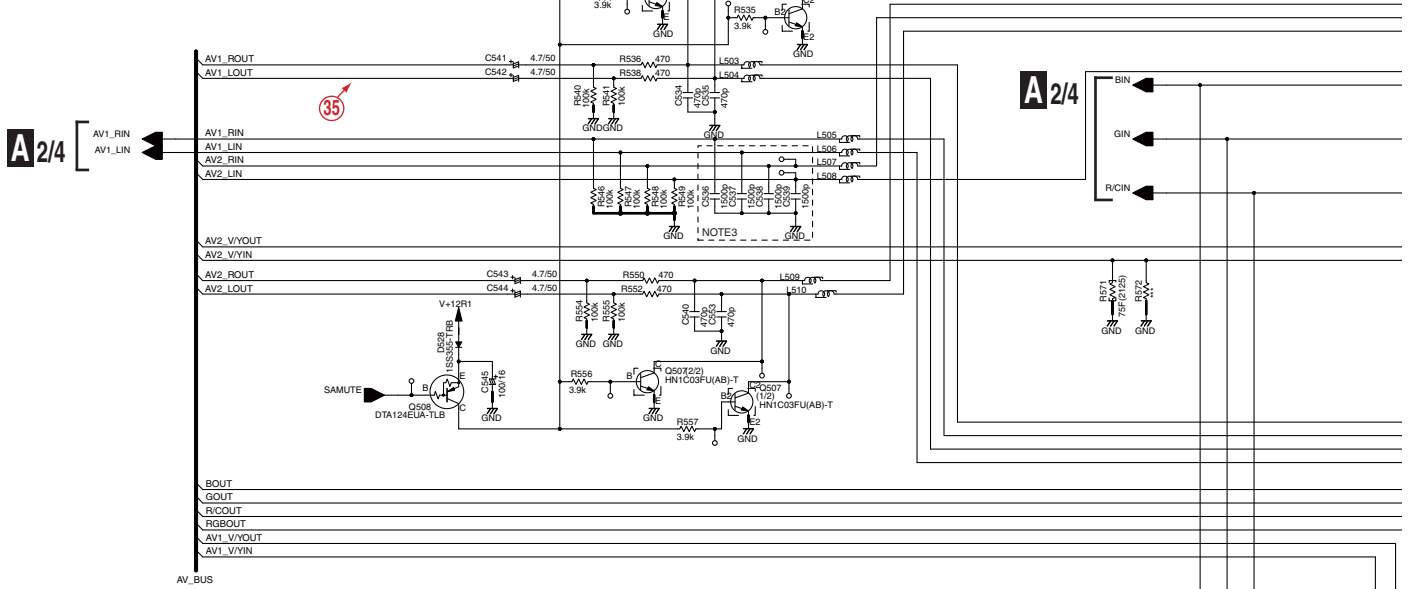 3.9k
E
GND
R535
3.9k
B2
C2
E2
GND
AV1_ROUT
AV1_LOUT
C541 + 4.7/50
C542 + 4.7/50
R536 470
R538 470
L503
L504
35
R540
100k
R541
100k
GND GND
C534
470p
C535
470p
GND
A 2/4
BIN
GIN
R/CIN
A 2/4
AV1_RIN
AV1_LIN
AV1_RIN
AV1_LIN
AV2_RIN
AV2_LIN
L505
L506
L507
L508
R546
100k
R547
100k
R548
100k
R549
100k
GND
C536
1500p
C537
1500p
C538
1500p
C539
1500p
NOTE3
GND
AV2_V/YOUT
AV2_V/YIN
AV2_ROUT
AV2_LOUT
C543 + 4.7/50
C544 + 4.7/50
R550 470
R552 470
L509
L510
R554
100k
R555
100k
GND GND
C540
470p
C553
470p
GND
R571
75F(2125)
R572
GND GND
V+12R1
D528
1SS355-TRB
SAMUTE
B
E
C
Q508
DTA124EUA-TLB
C545
100/16
+
GND
R556
3.9k
B
C
E
Q507(2/2)
HN1C03FU(AB)-T
GND
R557
3.9k
B2
C2
E2
Q507
(1/2)
HN1C03FU(AB)-T
GND
BOUT
GOUT
R/COUT
RGBOUT
AV1_V/YOUT
AV1_V/YIN
AV_BUS